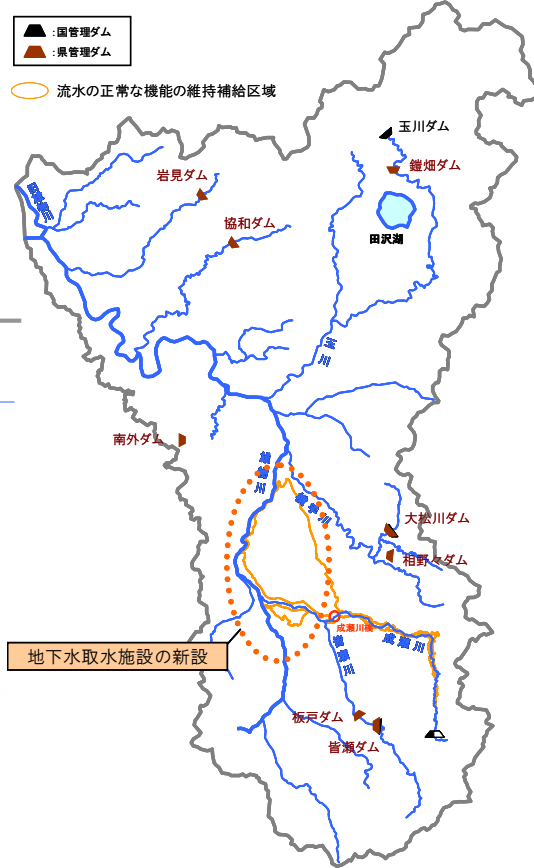 :国管理ダム
:県管理ダム
流水の正常な機能の維持補給区域
玉川ダム
鎧畑ダム
岩見ダム
田沢湖
協和ダム
玉川
南外ダム
雄物川
大松川ダム
相野々ダム
成瀬川橋
成瀬川
皆瀬川
地下水取水施設の新設
板戸ダム
皆瀬ダム